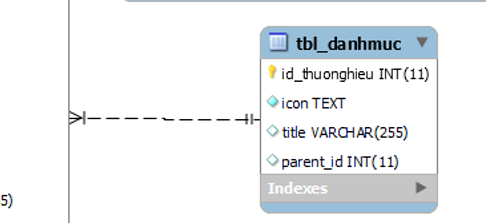 tbl_danhmuc
id_thuonghieu INT(11)
icon TEXT
title VARCHAR(255)
parent_id INT(11)
Indexes
5)